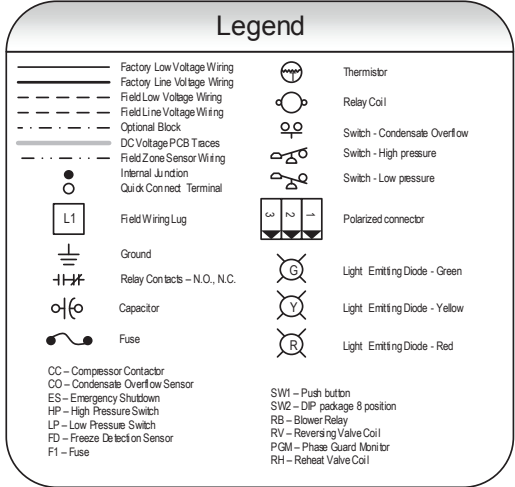 Legend
Factory Low Voltage Wiring
Factory Line Voltage Wiring
Field Low Voltage Wiring
Field Line Voltage Wiring
Optional Block
DC Voltage PCB Traces
Field Zone Sensor Wiring
Internal Junction
Quick Connect Terminal
L1
Field Wiring Lug
Ground
Relay Contacts – N.O., N.C.
Capacitor
Fuse
Thermistor
Relay Coil
Switch - Condensate Overflow
Switch - High pressure
Switch - Low pressure
3 2 1
Polarized connector
G
Light Emitting Diode - Green
Y
Light Emitting Diode - Yellow
R
Light Emitting Diode - Red
CC – Compressor Contactor
CO – Condensate Overflow Sensor
ES – Emergency Shutdown
HP – High Pressure Switch
LP – Low Pressure Switch
FD – Freeze Detection Sensor
F1 – Fuse
SW1 – Push button
SW2 – DIP package 8 position
RB – Blower Relay
RV – Reversing Valve Coil
PGM – Phase Guard Monitor
RH – Reheat Valve Coil